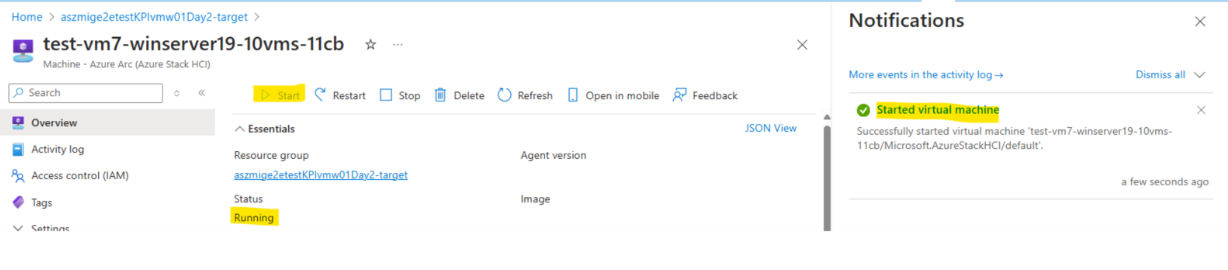 Home > aszmige2etestKPIvmw01Day2-target >
test-vm7-winserver19-10vms-11cb
Machine - Azure Arc (Azure Stack HCI)
Search
Overview
Activity log
Access control (IAM)
Tags
Settings
Start Restart Stop Delete Refresh Open in mobile Feedback
Essentials
JSON View
Resource group
aszmige2etestKPIvmw01Day2-target
Status
Running
Agent version
Image
Notifications
More events in the activity log →
Dismiss all
Started virtual machine
Successfully started virtual machine 'test-vm7-winserver19-10vms-
11cb/Microsoft.AzureStackHCI/default'.
a few seconds ago